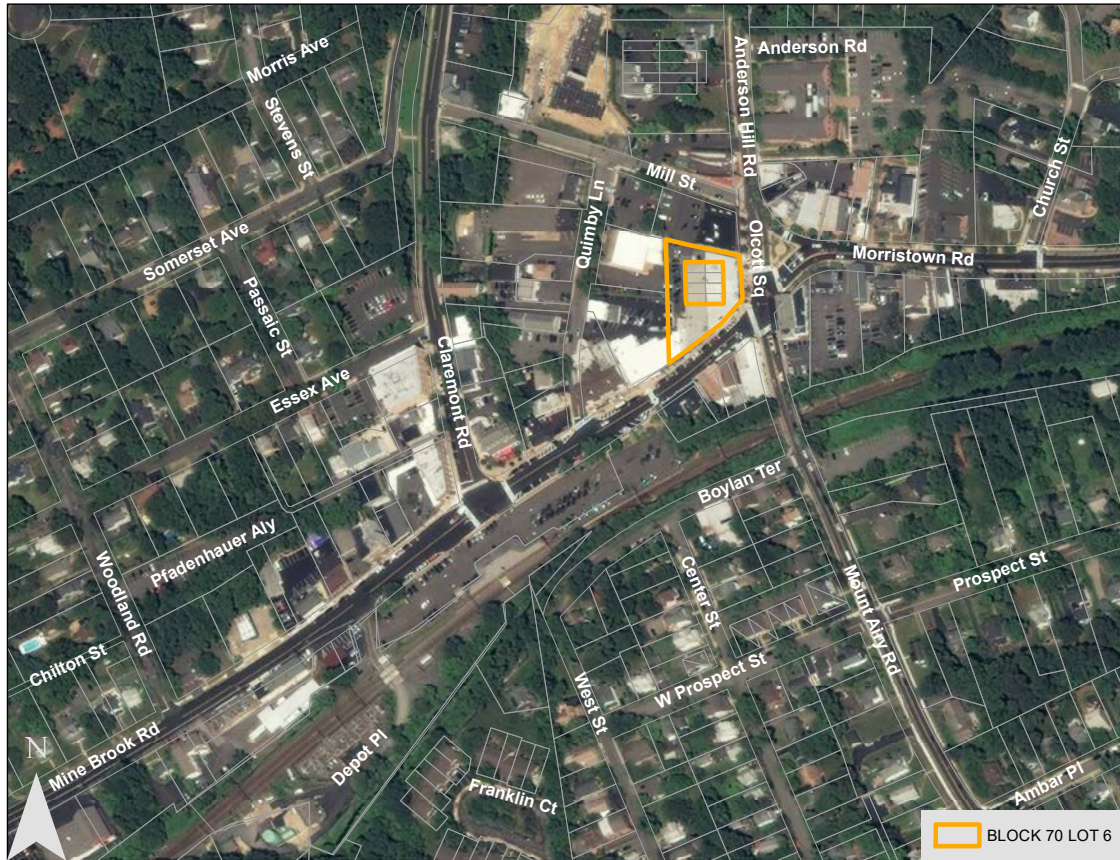 Anderson Rd
Morris Ave
Stevens St
Anderson Hill Rd
Church St
Mill St
Quimby Ln
Somerset Ave
Olcott Sq
Morristown Rd
Passaic St
Claremont Rd
Essex Ave
Boylan Ter
Pfadenhauer Aly
Woodland Rd
Center St
Mount Airy Rd
Prospect St
Chilton St
W Prospect St
West St
Mine Brook Rd
Depot Pl
Franklin Ct
Ambar Pl
N
BLOCK 70 LOT 6